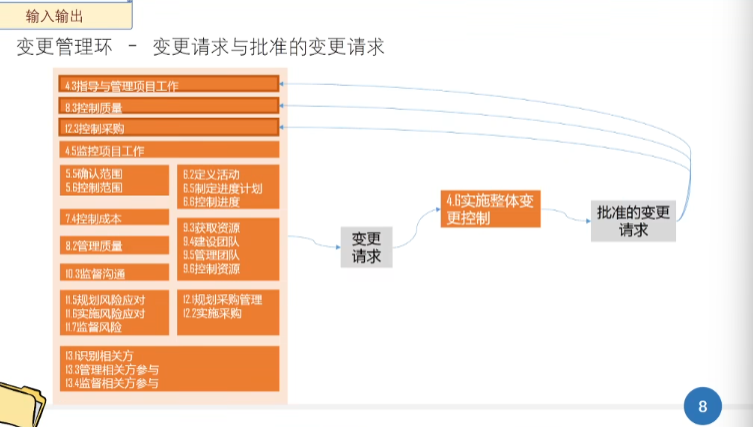 输入输出
变更管理环 - 变更请求与批准的变更请求
4.3指导与管理项目工作
8.3控制质量
12.3控制采购
4.5监控项目工作
5.5确认范围
5.6控制范围
6.2定义活动
6.5制定进度计划
6.6控制进度
7.4控制成本
8.2管理质量
9.3获取资源
9.4建设团队
9.5管理团队
9.6控制资源
10.3监督沟通
11.5规划风险应对
11.6实施风险应对
11.7监督风险
12.1规划采购管理
12.2实施采购
13.1识别相关方
13.3管理相关方参与
13.4监督相关方参与
变更
请求
4.6实施整体变
更控制
批准的变更
请求
8